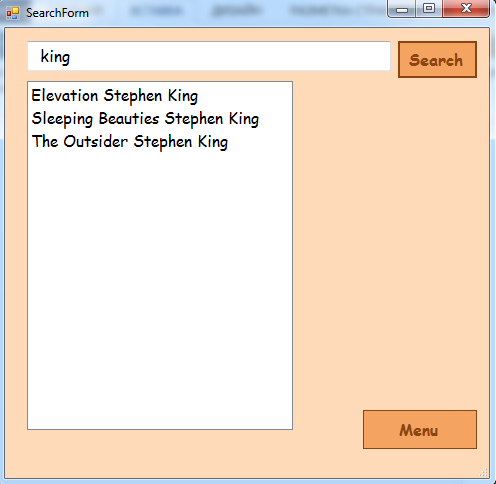 SearchForm
king
Search
Elevation Stephen King
Sleeping Beauties Stephen King
The Outsider Stephen King
Menu